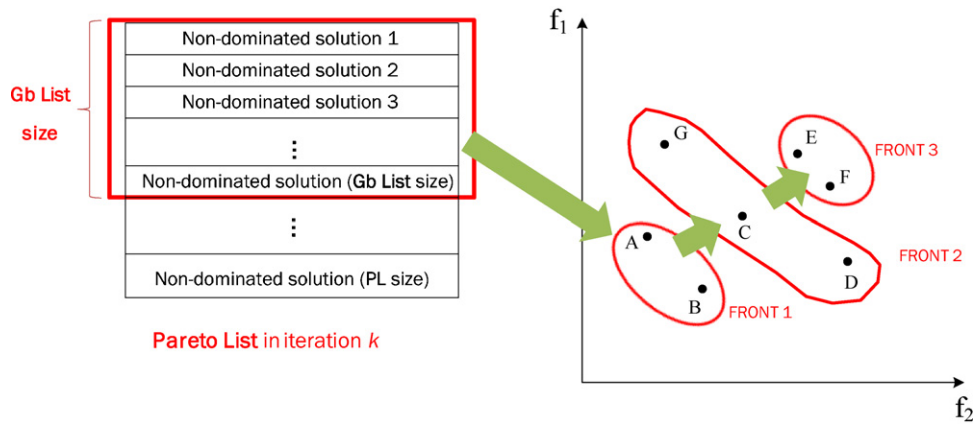 Gb List
size
Non-dominated solution 1
Non-dominated solution 2
Non-dominated solution 3
⋮
Non-dominated solution (Gb List size)
⋮
Non-dominated solution (PL size)
Pareto List in iteration k
f1
G
E
FRONT 3
F
A
C
FRONT 2
D
B
FRONT 1
f2